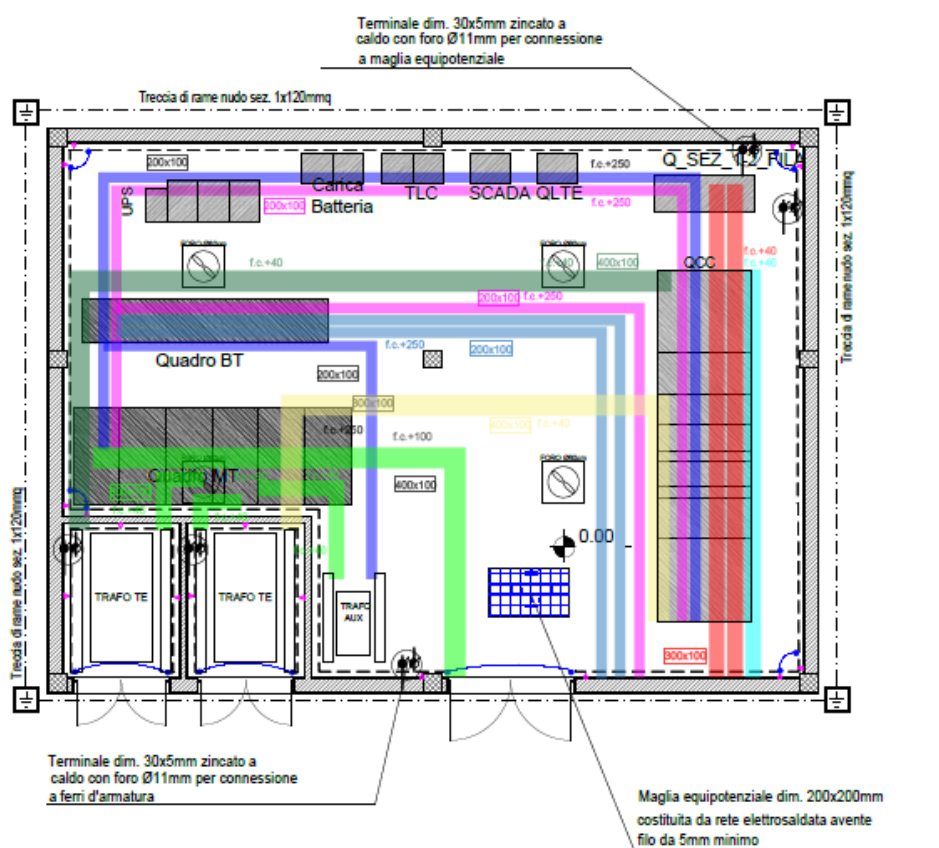 Terminale dim. 30x5mm zincato a
caldo con foro Ø11mm per connessione
a maglia equipotenziale
Treccia di rame nudo sez. 1x120mmq
200x100
f.c.+250
Q_SEZ_1-2_FILA
UPS
Carica
Batteria
TLC
SCADA
QLTE
200x100
f.c.+250
Treccia di rame nudo sez. 1x120mmq
f.c.+40
400x100
QCC
f.c.+40
f.c.+40
200x100
f.c.+250
Quadro BT
f.c.+250
200x100
200x100
300x100
400x100
f.c.+40
f.c.+250
f.c.+100
Quadro MT
400x100
0.00
Treccia di rame nudo sez. 1x120mmq
TRAFO TE
TRAFO TE
TRAFO
AUX
300x100
Terminale dim. 30x5mm zincato a
caldo con foro Ø11mm per connessione
a ferri d'armatura
Maglia equipotenziale dim. 200x200mm
costituita da rete elettrosaldata avente
filo da 5mm minimo